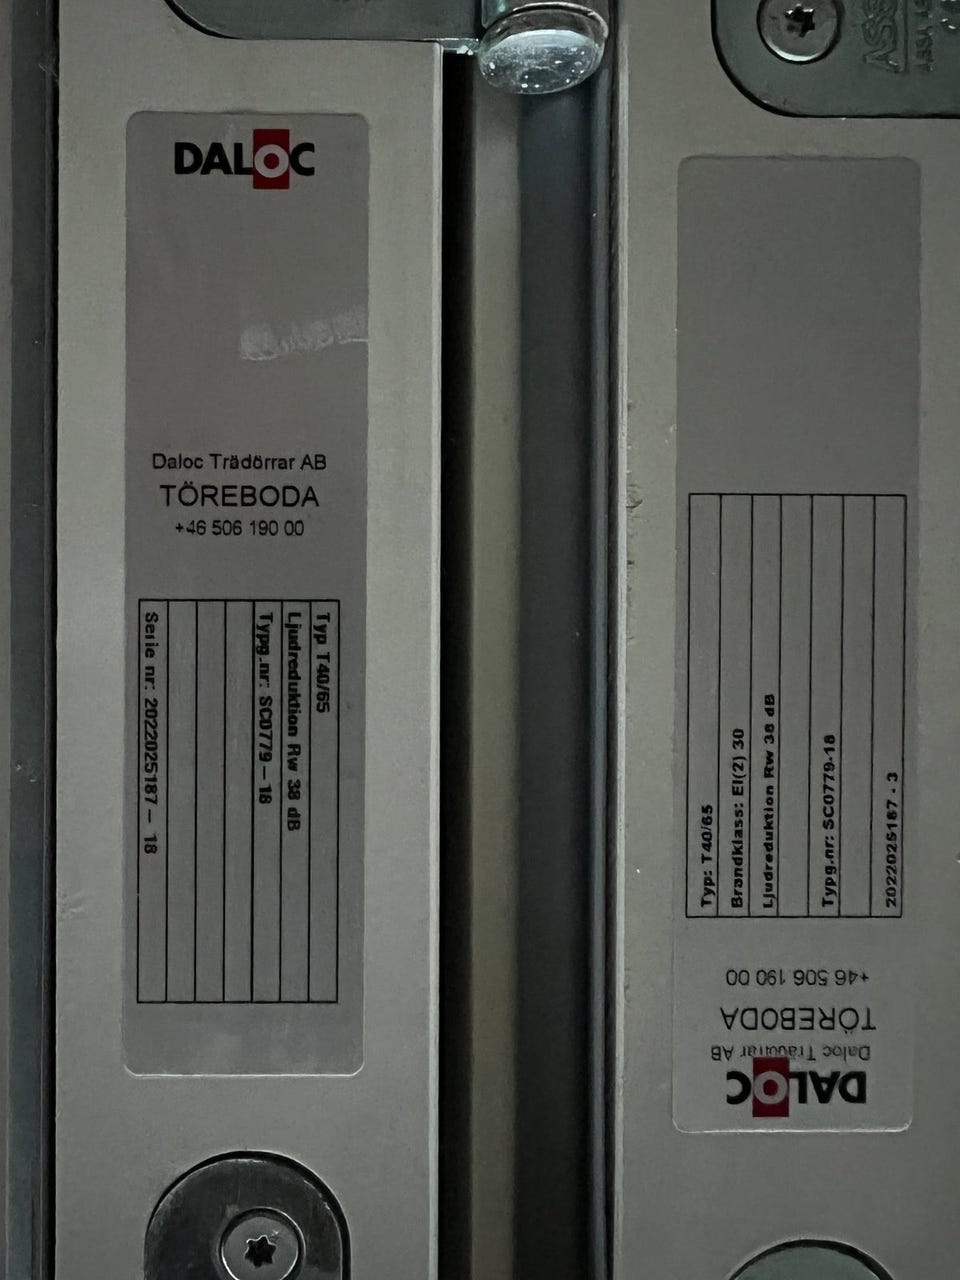 DALOC
Daloc Trädörrar AB
TÖREBODA
+46 506 190 00
Typ T40/65
Ljudreduktion Rw 38 dB
Typg.nr: SC0779 – 18
Serie nr: 2022025187 – 18
DALOC
Daloc Trädörrar AB
TÖREBODA
+46 506 190 00
Typ: T40/65
Brandklass: EI(2) 30
Ljudreduktion Rw 38 dB
Typg.nr: SC0779-18
2022025187 - 3